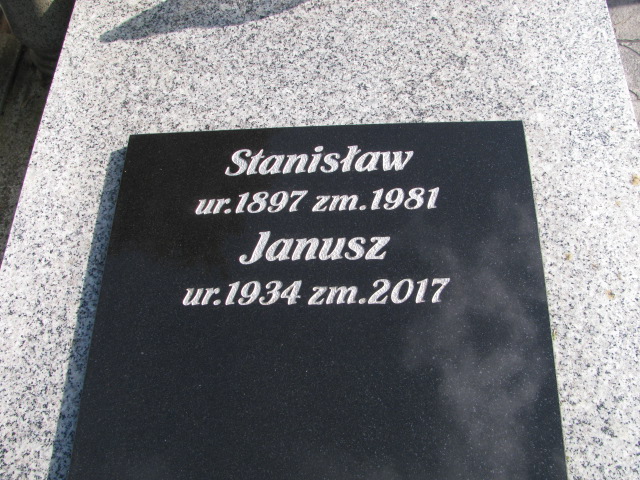 Stanisław
ur.1897 zm.1981
Janusz
ur.1934 zm.2017